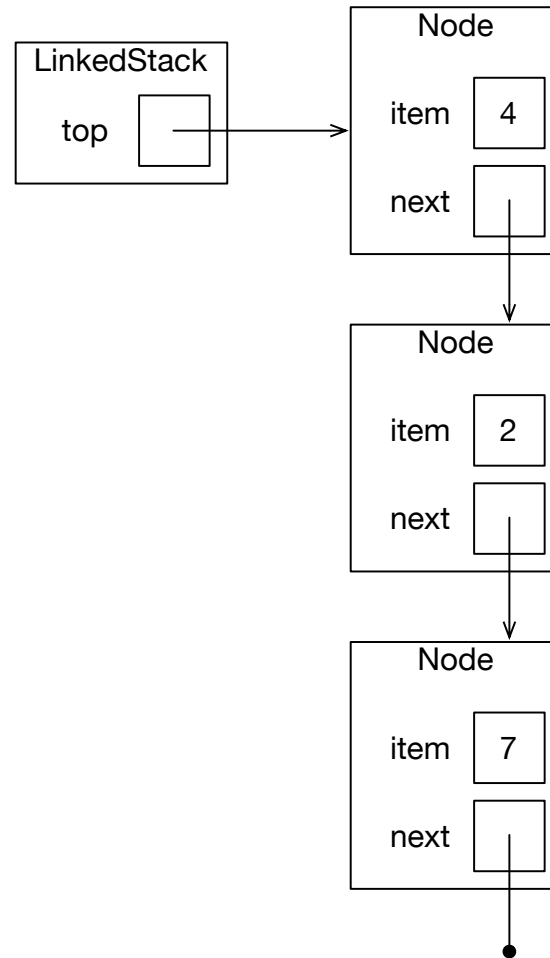 LinkedStack
top
Node
item 4
next
Node
item 2
next
Node
item 7
next